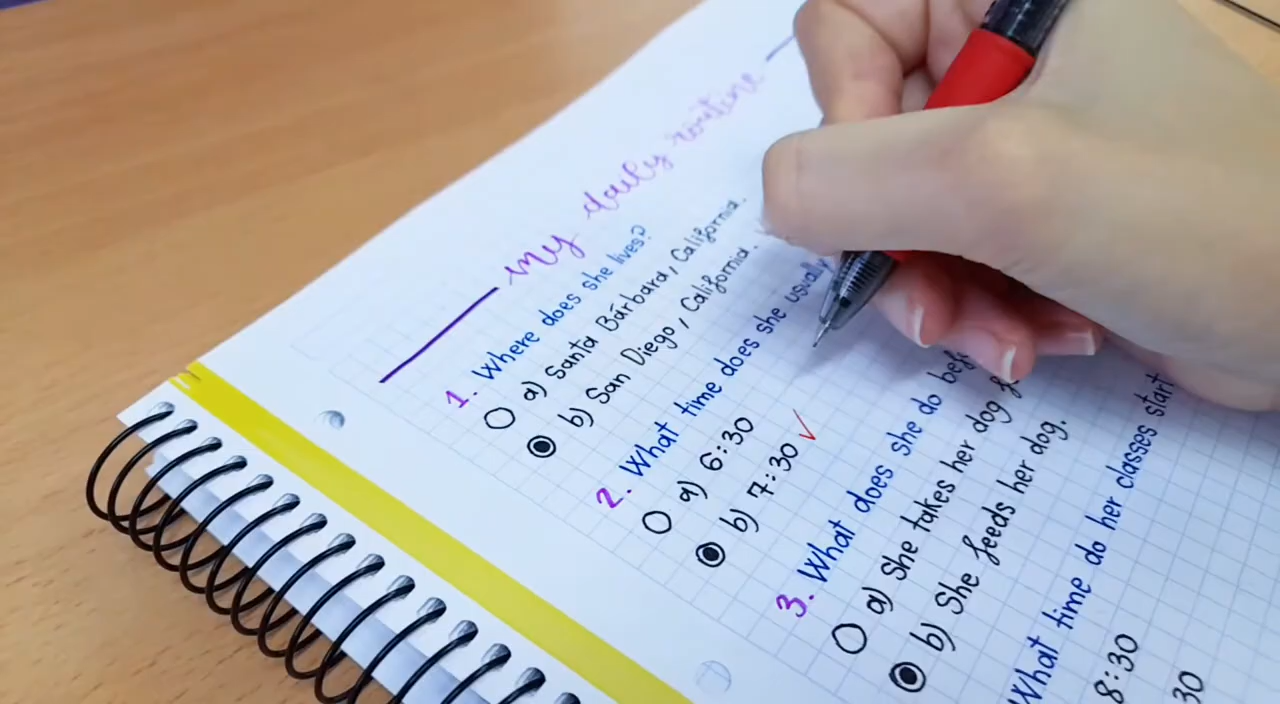 my daily routine
1. Where does she lives?
a) Santa Bárbara, California.
b) San Diego, California.
2. What time does she usually
a) 6:30
b) 7:30 ✓
3. What does she do
a) She takes her dog
b) She feeds her dog.
What time do her classes start
8:30
30